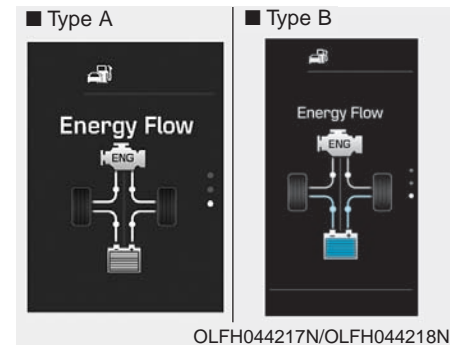 ■ Type A
■ Type B
Energy Flow
ENG
Energy Flow
ENG
OLFH044217N/OLFH044218N